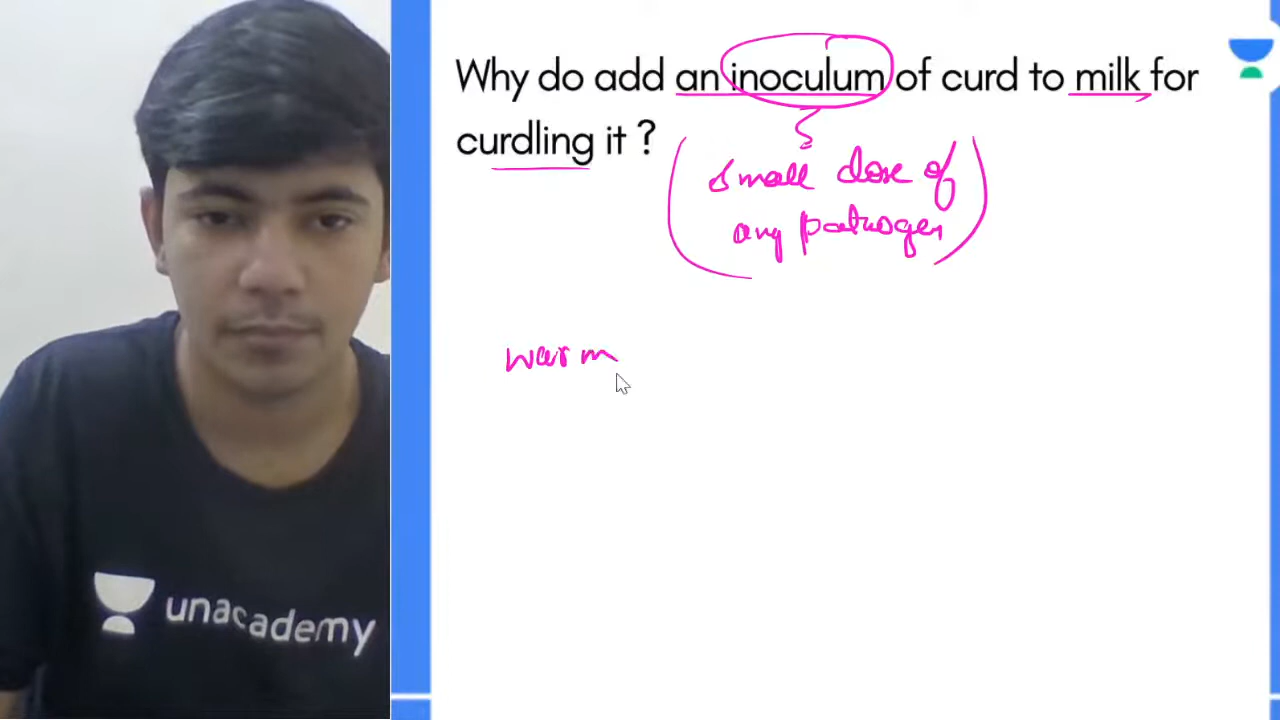 Why do add an inoculum of curd to milk for
curdling it ?
small dose of
any pathogen
warm
unacademy